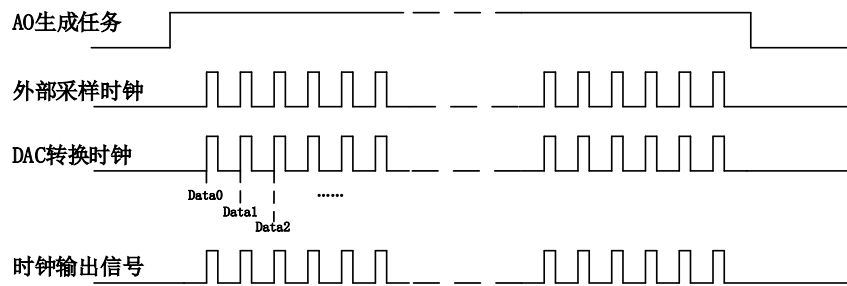 AO生成任务
外部采样时钟
DAC转换时钟
Data0
……
Data1
Data2
时钟输出信号